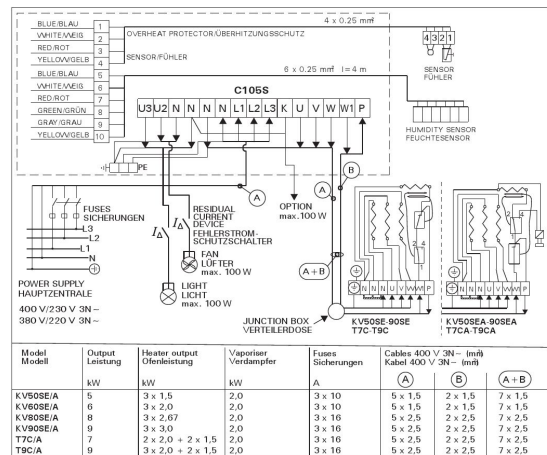 BLUE/BLAU 1
WHITE/WEIß 2
RED/ROT 3
YELLOW/GELB 4
BLUE/BLAU 5
WHITE/WEIß 6
RED/ROT 7
GREEN/GRÜN 8
GRAY/GRAU 9
YELLOW/GELB 10
OVERHEAT PROTECTOR/ÜBERHITZUNGSSCHUTZ
SENSOR/FÜHLER
4 x 0.25 mm²
6 x 0.25 mm² l=4 m
4 3 2 1
SENSOR
FÜHLER
HUMIDITY SENSOR
FEUCHTESENSOR
C105S
U3 U2 N N N N L1 L2 L3 K U V W W1 P
PE
A
B
A
FUSES
SICHERUNGEN
L3
L2
L1
N
POWER SUPPLY
HAUPTZENTRALE
400 V/230 V 3N~
380 V/220 V 3N~
I∆
I∆
RESIDUAL
CURRENT
DEVICE
FEHLERSTROM-
SCHUTZSCHALTER
FAN
LÜFTER
max. 100 W
LIGHT
LICHT
max. 100 W
OPTION
max. 100 W
A+B
JUNCTION BOX
VERTEILERDOSE
2 4
1
N N N U V W W1 P
KV50SE-90SE
T7C-T9C
2 4
N N N U V W W1 P
KV50SEA-90SEA
T7CA-T9CA
Model Modell | Output Leistung | Heater output Ofenleistung | Vaporiser Verdampfer | Fuses Sicherungen | Cables 400 V 3N~ (mm²) Kabel 400 V 3N~ (mm²)
kW kW kW A A B A+B
KV50SE/A 5 3 x 1,5 2,0 3 x 10 5 x 1,5 2 x 1,5 7 x 1,5
KV60SE/A 6 3 x 2,0 2,0 3 x 10 5 x 1,5 2 x 1,5 7 x 1,5
KV80SE/A 8 3 x 2,67 2,0 3 x 16 5 x 2,5 2 x 2,5 7 x 2,5
KV90SE/A 9 3 x 3,0 2,0 3 x 16 5 x 2,5 2 x 2,5 7 x 2,5
T7C/A 7 2 x 2,0 + 2 x 1,5 2,0 3 x 16 5 x 2,5 2 x 2,5 7 x 2,5
T9C/A 9 3 x 2,0 + 2 x 1,5 2,0 3 x 16 5 x 2,5 2 x 2,5 7 x 2,5